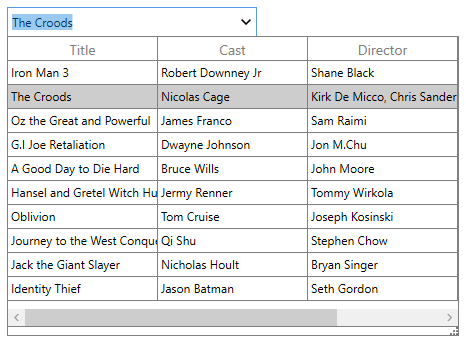 The Croods
Title Cast Director
Iron Man 3 Robert Downney Jr Shane Black
The Croods Nicolas Cage Kirk De Micco, Chris Sander
Oz the Great and Powerful James Franco Sam Raimi
G.I Joe Retaliation Dwayne Johnson Jon M.Chu
A Good Day to Die Hard Bruce Wills John Moore
Hansel and Gretel Witch Hu Jermy Renner Tommy Wirkola
Oblivion Tom Cruise Joseph Kosinski
Journey to the West Conqu Qi Shu Stephen Chow
Jack the Giant Slayer Nicholas Hoult Bryan Singer
Identity Thief Jason Batman Seth Gordon